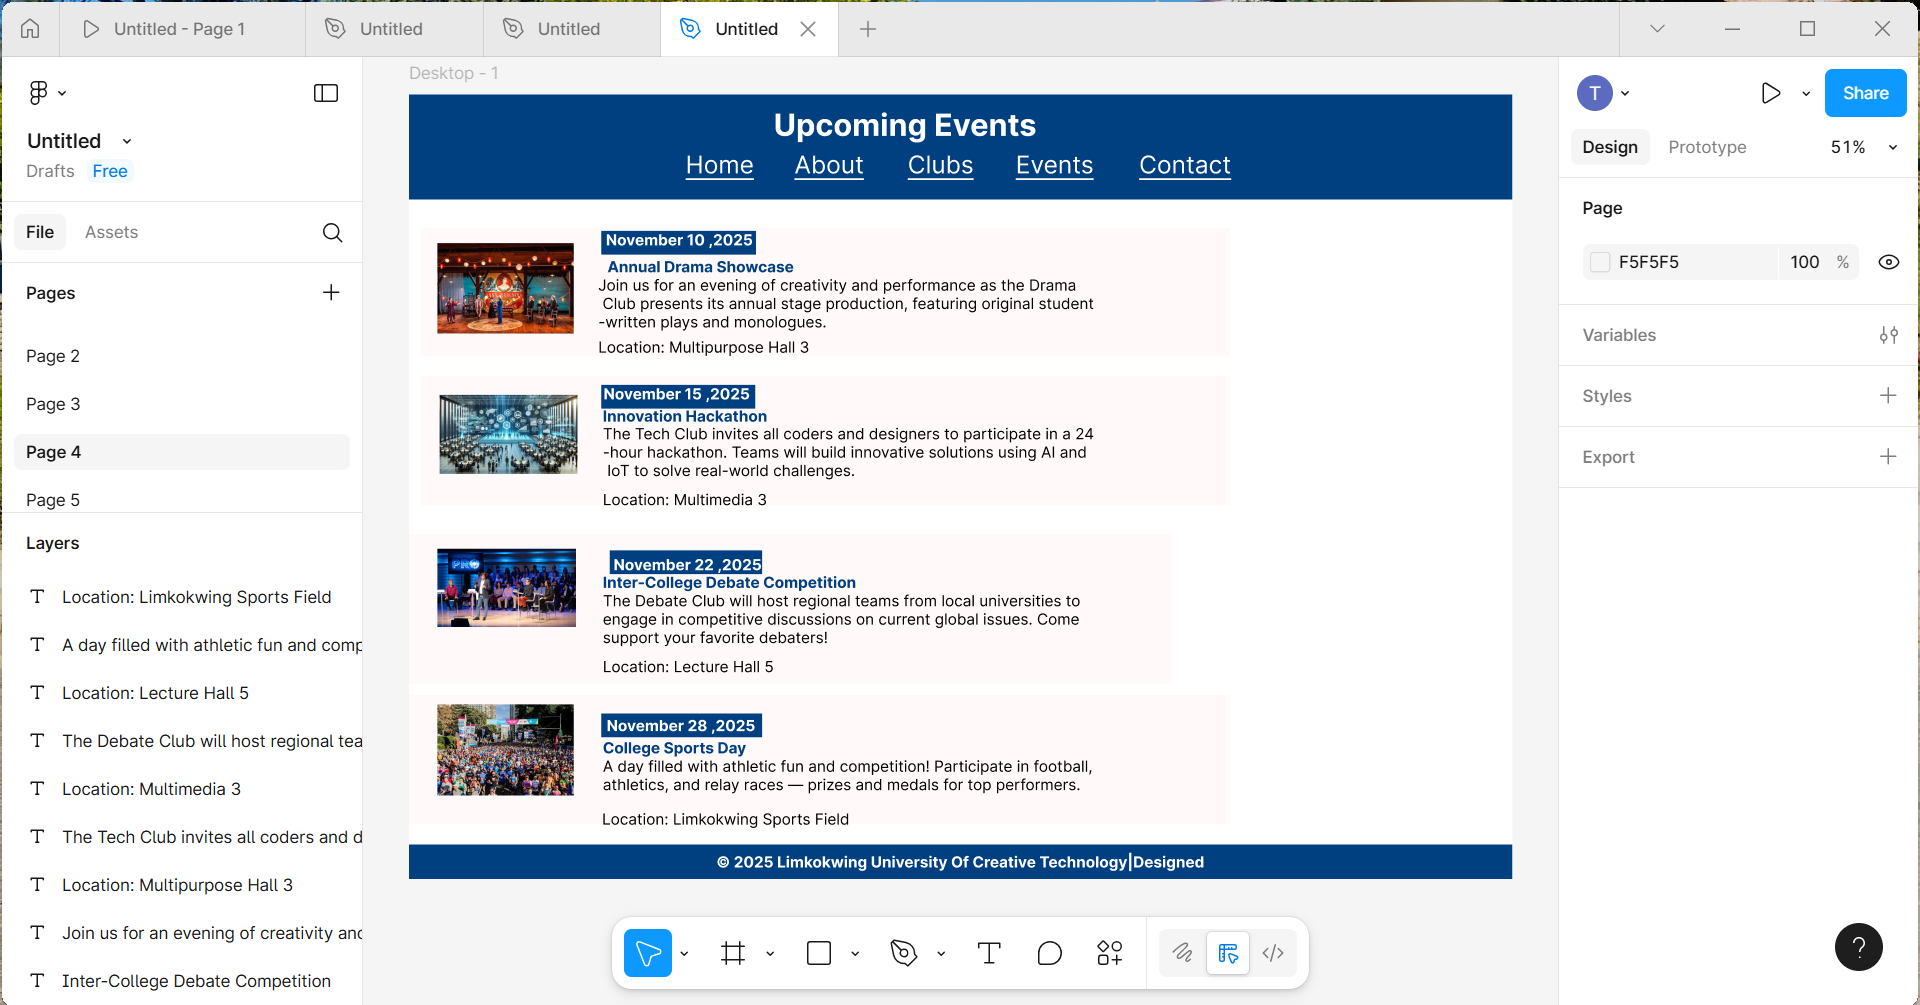 Untitled - Page 1
Untitled
Untitled
Untitled
Untitled
Drafts Free
File Assets
Pages
Page 2
Page 3
Page 4
Page 5
Layers
Location: Limkokwing Sports Field
A day filled with athletic fun and comp
Location: Lecture Hall 5
The Debate Club will host regional tea
Location: Multimedia 3
The Tech Club invites all coders and d
Location: Multipurpose Hall 3
Join us for an evening of creativity and
Inter-College Debate Competition
Desktop - 1
Upcoming Events
Home About Clubs Events Contact
November 10 ,2025
Annual Drama Showcase
Join us for an evening of creativity and performance as the Drama
Club presents its annual stage production, featuring original student
-written plays and monologues.
Location: Multipurpose Hall 3
November 15 ,2025
Innovation Hackathon
The Tech Club invites all coders and designers to participate in a 24
-hour hackathon. Teams will build innovative solutions using AI and
IoT to solve real-world challenges.
Location: Multimedia 3
November 22 ,2025
Inter-College Debate Competition
The Debate Club will host regional teams from local universities to
engage in competitive discussions on current global issues. Come
support your favorite debaters!
Location: Lecture Hall 5
November 28 ,2025
College Sports Day
A day filled with athletic fun and competition! Participate in football,
athletics, and relay races — prizes and medals for top performers.
Location: Limkokwing Sports Field
© 2025 Limkokwing University Of Creative Technology|Designed
T
Share
Design Prototype 51%
Page
F5F5F5 100 %
Variables
Styles
Export
?